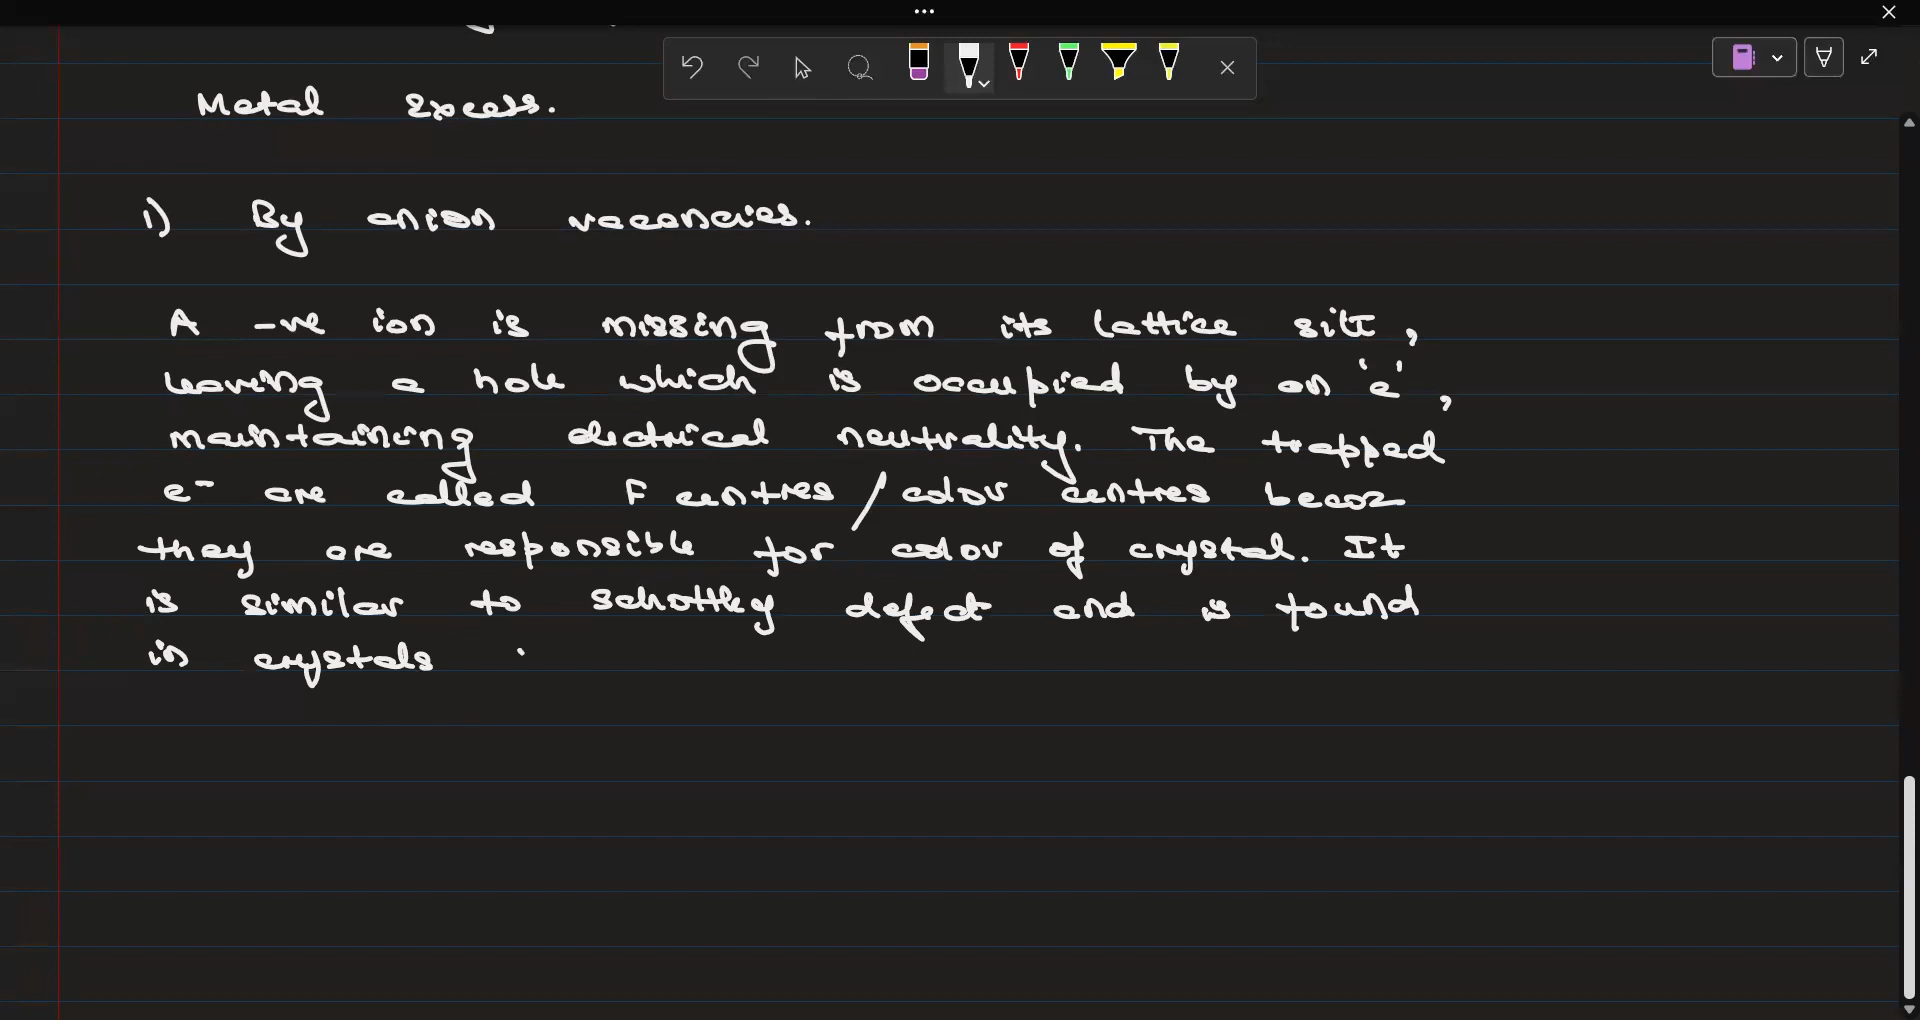 Metal Excess.
1) By anion vacancies.
A -ve ion is missing from its lattice site,
leaving a hole which is occupied by an 'e',
maintaining electrical neutrality. The trapped
e⁻ are called F centres / color centres becoz
they are responsible for color of crystal. It
is similar to schottky defect and is found
in crystals .